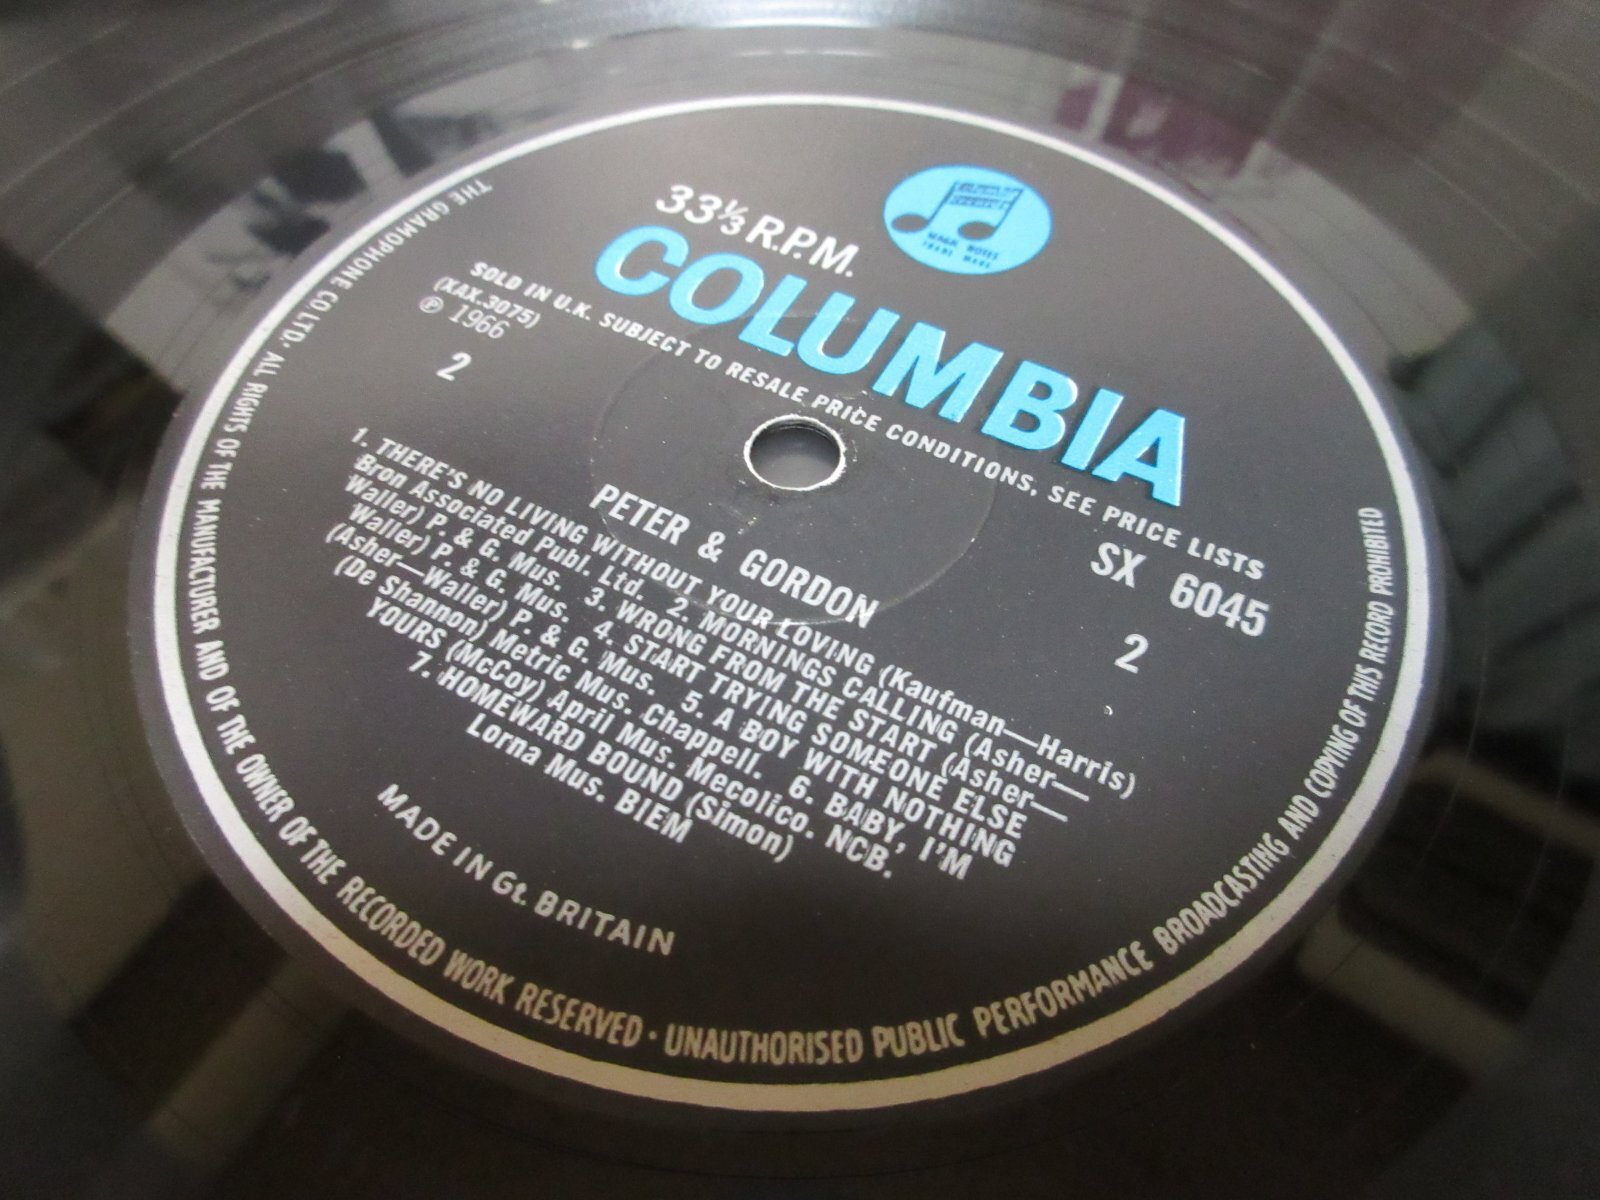 33⅓ R.P.M.
MAGIC NOTES
TRADE MARK
COLUMBIA
SOLD IN U.K. SUBJECT TO RESALE PRICE CONDITIONS, SEE PRICE LISTS
(XAX.3075)
℗ 1966
SX 6045
2
2
PETER & GORDON
1. THERE'S NO LIVING WITHOUT YOUR LOVING (Kaufman—Harris)
Bron Associated Publ. Ltd. 2. MORNINGS CALLING (Asher—
Waller) P. & G. Mus. 3. WRONG FROM THE START (Asher—
Waller) P. & G. Mus. 4. START TRYING SOMEONE ELSE
(Asher—Waller) P. & G. Mus. 5. A BOY WITH NOTHING
(De Shannon) Metric Mus. Chappell. 6. BABY, I'M
YOURS (McCoy) April Mus. Mecolico. NCB.
7. HOMEWARD BOUND (Simon)
Lorna Mus. BIEM
MADE IN Gt. BRITAIN
THE GRAMOPHONE CO LTD. ALL RIGHTS OF THE MANUFACTURER AND OF THE OWNER OF THE RECORDED WORK RESERVED · UNAUTHORISED PUBLIC PERFORMANCE BROADCASTING AND COPYING OF THIS RECORD PROHIBITED